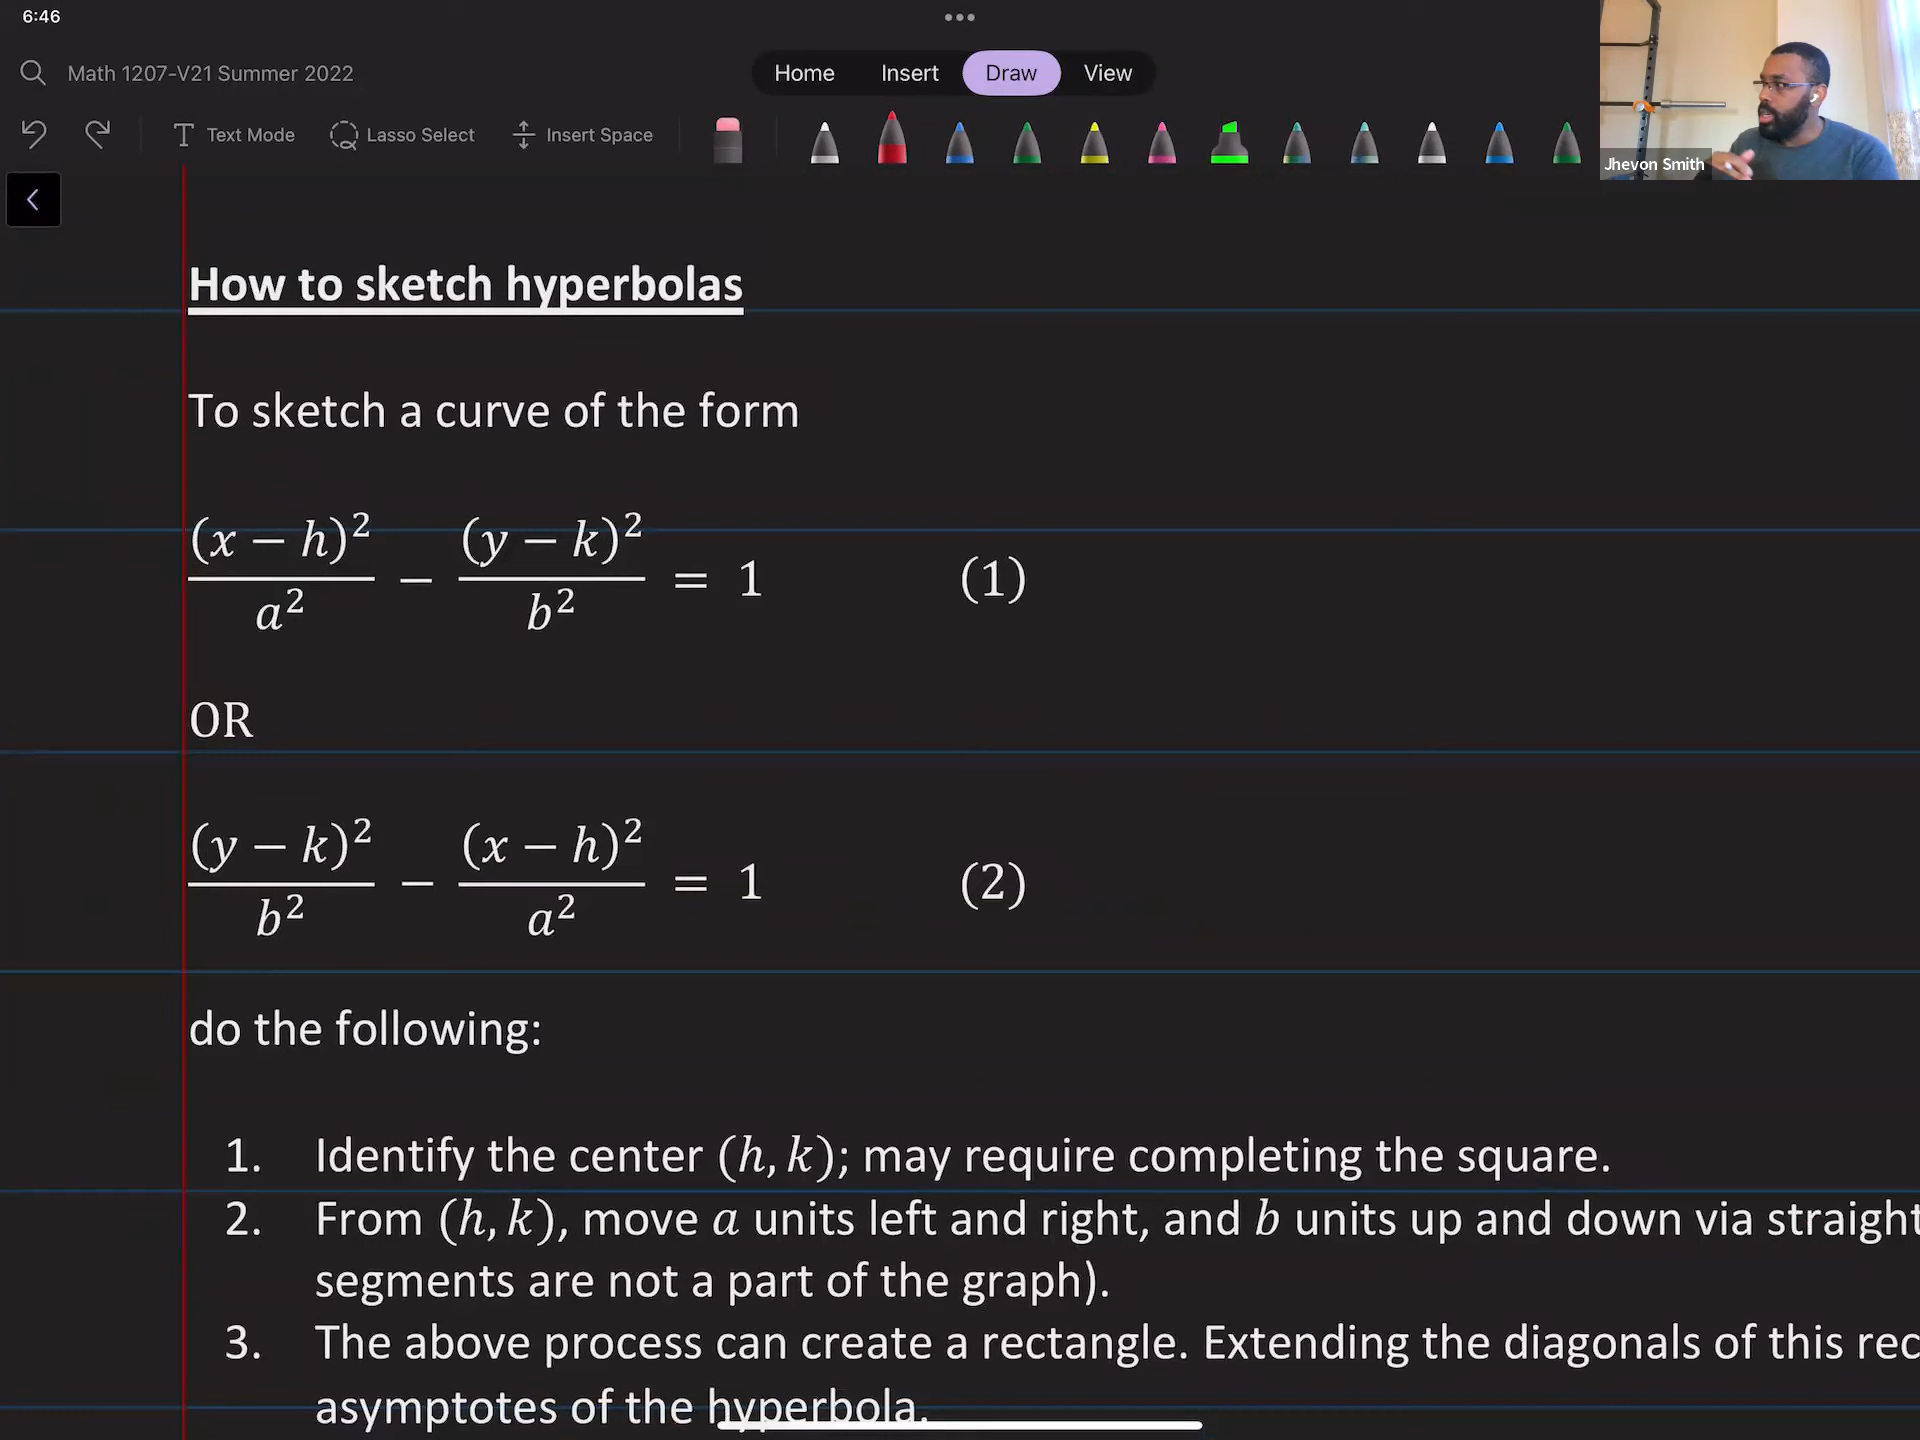 6:46
Math 1207-V21 Summer 2022
Home Insert Draw View
Text Mode Lasso Select Insert Space
Jhevon Smith
How to sketch hyperbolas
To sketch a curve of the form
(x − h)²/a² − (y − k)²/b² = 1 (1)
OR
(y − k)²/b² − (x − h)²/a² = 1 (2)
do the following:
1. Identify the center (h, k); may require completing the square.
2. From (h, k), move a units left and right, and b units up and down via straight
segments are not a part of the graph).
3. The above process can create a rectangle. Extending the diagonals of this rec
asymptotes of the hyperbola.